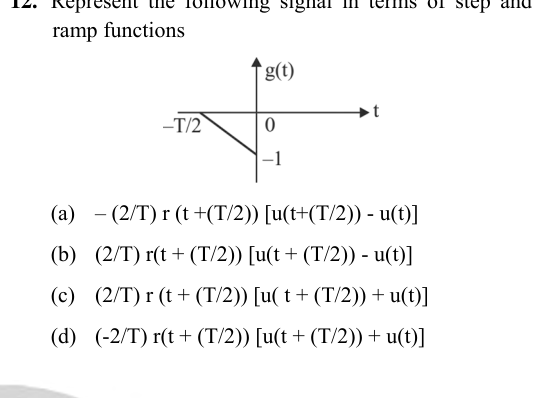 12. Represent the following signal in terms of step and
ramp functions
g(t)
t
–T/2
0
–1
(a) – (2/T) r (t +(T/2)) [u(t+(T/2)) - u(t)]
(b) (2/T) r(t + (T/2)) [u(t + (T/2)) - u(t)]
(c) (2/T) r (t + (T/2)) [u( t + (T/2)) + u(t)]
(d) (-2/T) r(t + (T/2)) [u(t + (T/2)) + u(t)]